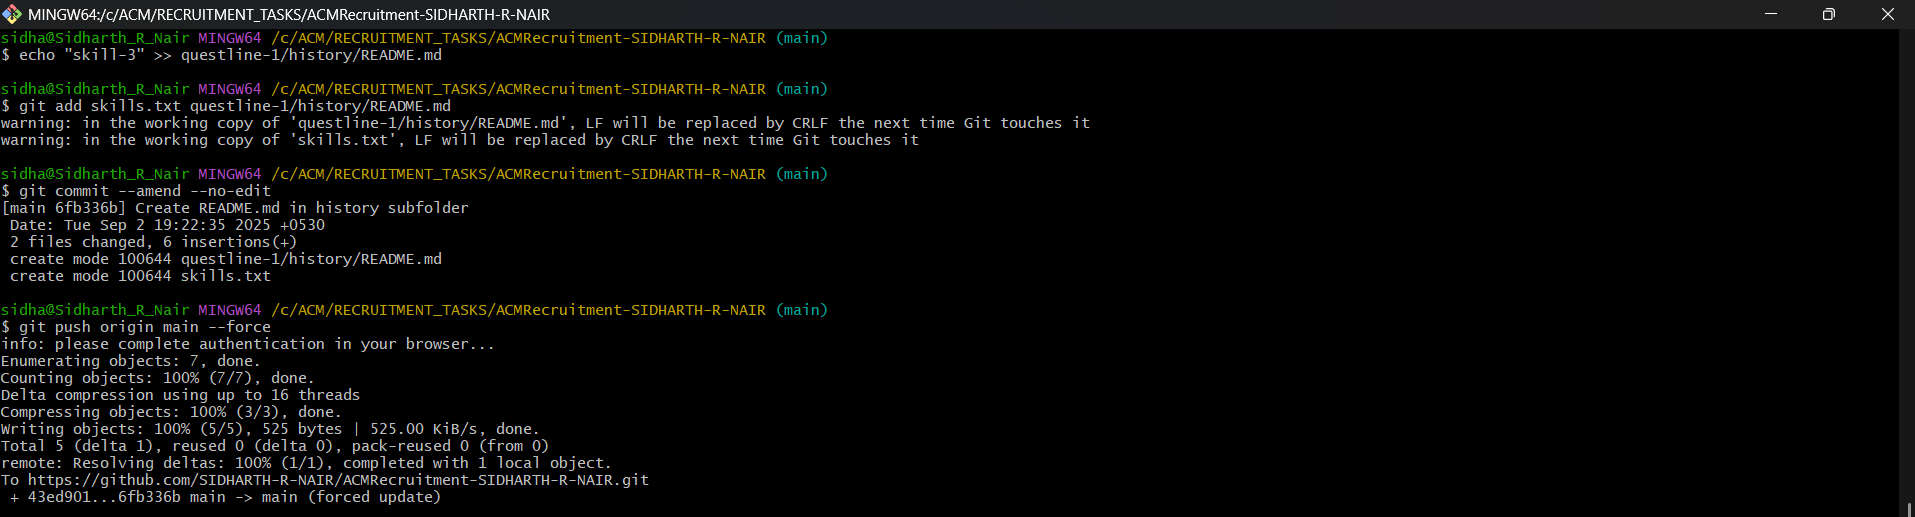 MINGW64:/c/ACM/RECRUITMENT_TASKS/ACMRecruitment-SIDHARTH-R-NAIR
sidha@Sidharth_R_Nair MINGW64 /c/ACM/RECRUITMENT_TASKS/ACMRecruitment-SIDHARTH-R-NAIR (main)
$ echo "skill-3" >> questline-1/history/README.md
sidha@Sidharth_R_Nair MINGW64 /c/ACM/RECRUITMENT_TASKS/ACMRecruitment-SIDHARTH-R-NAIR (main)
$ git add skills.txt questline-1/history/README.md
warning: in the working copy of 'questline-1/history/README.md', LF will be replaced by CRLF the next time Git touches it
warning: in the working copy of 'skills.txt', LF will be replaced by CRLF the next time Git touches it
sidha@Sidharth_R_Nair MINGW64 /c/ACM/RECRUITMENT_TASKS/ACMRecruitment-SIDHARTH-R-NAIR (main)
$ git commit --amend --no-edit
[main 6fb336b] Create README.md in history subfolder
 Date: Tue Sep 2 19:22:35 2025 +0530
 2 files changed, 6 insertions(+)
 create mode 100644 questline-1/history/README.md
 create mode 100644 skills.txt
sidha@Sidharth_R_Nair MINGW64 /c/ACM/RECRUITMENT_TASKS/ACMRecruitment-SIDHARTH-R-NAIR (main)
$ git push origin main --force
info: please complete authentication in your browser...
Enumerating objects: 7, done.
Counting objects: 100% (7/7), done.
Delta compression using up to 16 threads
Compressing objects: 100% (3/3), done.
Writing objects: 100% (5/5), 525 bytes | 525.00 KiB/s, done.
Total 5 (delta 1), reused 0 (delta 0), pack-reused 0 (from 0)
remote: Resolving deltas: 100% (1/1), completed with 1 local object.
To https://github.com/SIDHARTH-R-NAIR/ACMRecruitment-SIDHARTH-R-NAIR.git
 + 43ed901...6fb336b main -> main (forced update)